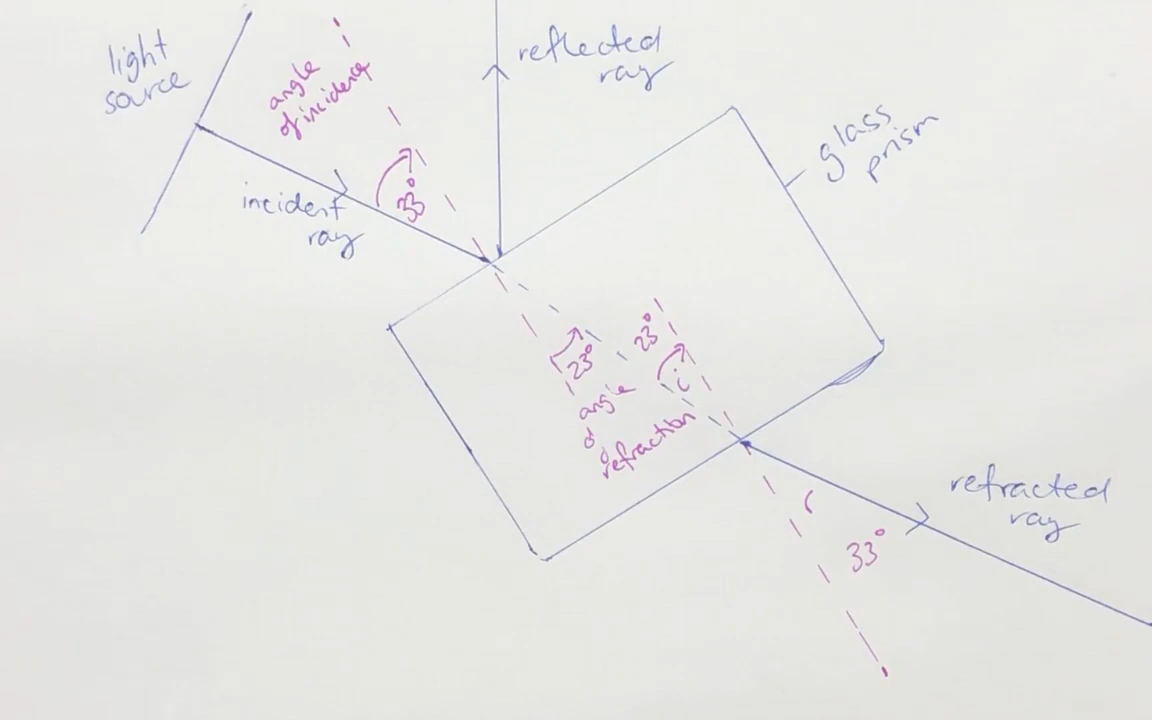 light
source
angle
of incidence
reflected
ray
glass
prism
incident
ray
33°
23°
23°
i
angle
of
refraction
r
33°
refracted
ray